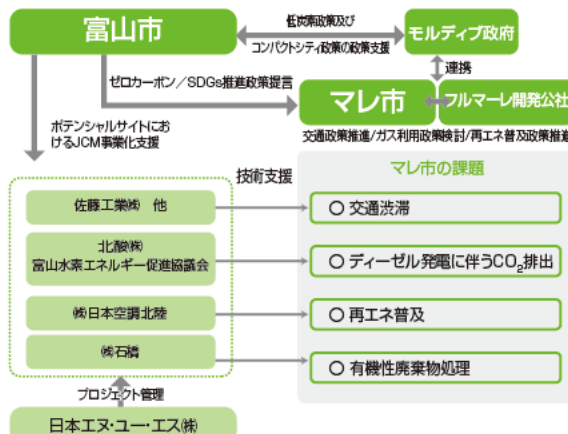 富山市
低炭素政策及び
コンパクトシティ政策の政策支援
モルディブ政府
連携
ゼロカーボン／SDGs推進政策提言
マレ市
フルマーレ開発公社
交通政策推進/ガス利用政策検討/再エネ普及政策推進
ポテンシャルサイトにお
けるJCM事業化支援
技術支援
マレ市の課題
佐藤工業㈱ 他
○ 交通渋滞
北酸㈱
富山水素エネルギー促進協議会
○ ディーゼル発電に伴うCO₂排出
㈱日本空調北陸
○ 再エネ普及
㈱石橋
○ 有機性廃棄物処理
プロジェクト管理
日本エヌ・ユー・エス㈱